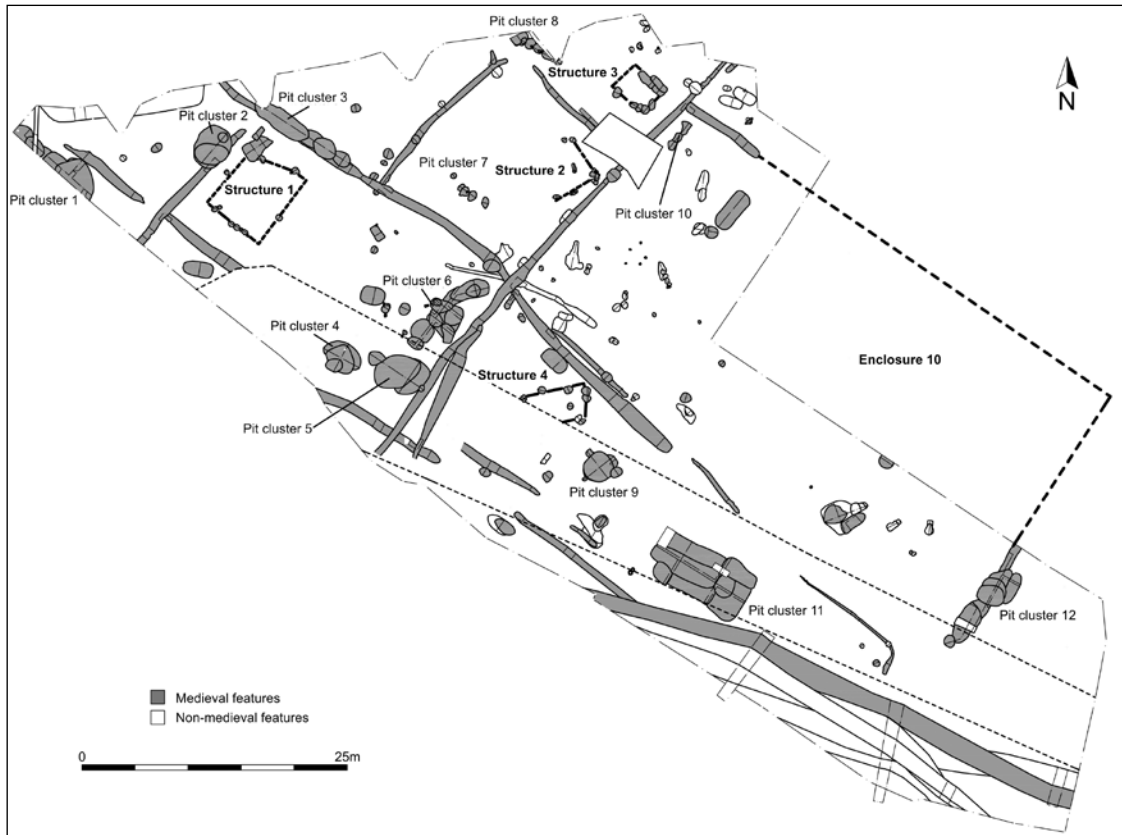 Pit cluster 8
Structure 3
N
Pit cluster 3
Pit cluster 2
Pit cluster 7
Structure 2
Structure 1
Pit cluster 1
Pit cluster 10
Pit cluster 6
Pit cluster 4
Enclosure 10
Structure 4
Pit cluster 5
Pit cluster 9
Pit cluster 11
Pit cluster 12
Medieval features
Non-medieval features
0 25m